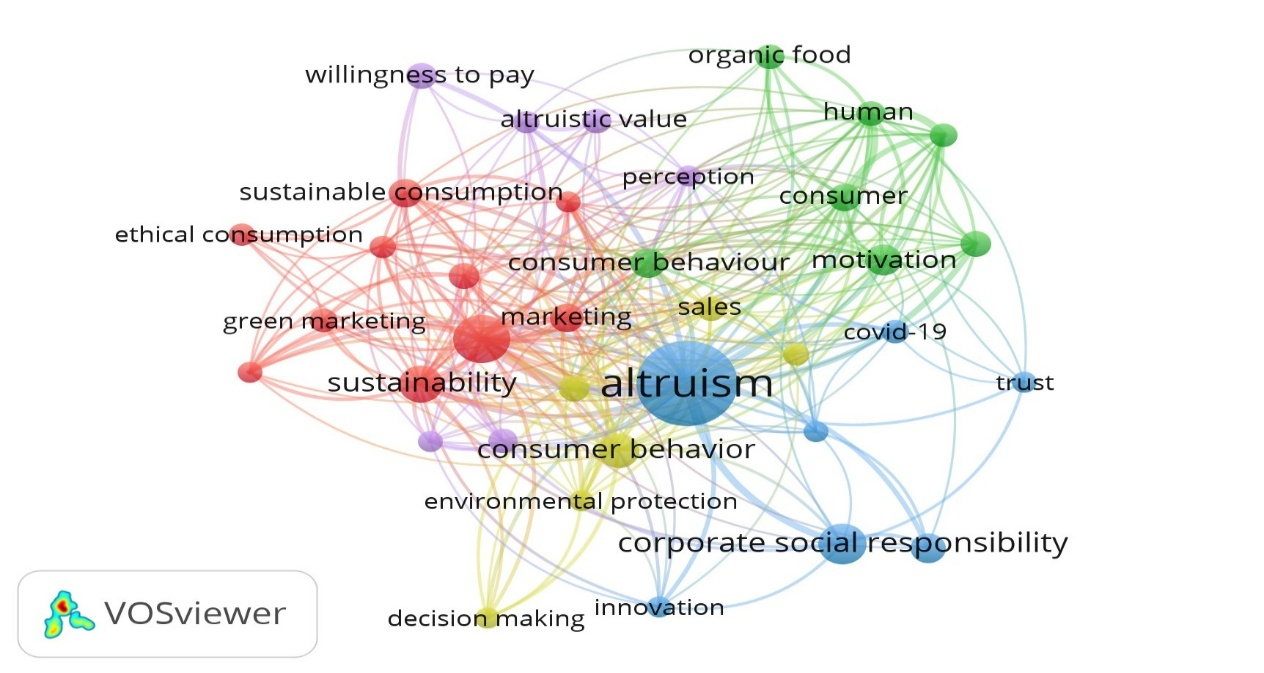 organic food
willingness to pay
human
altruistic value
perception
sustainable consumption
consumer
ethical consumption
consumer behaviour
motivation
sales
marketing
green marketing
covid-19
sustainability
altruism
trust
consumer behavior
environmental protection
corporate social responsibility
innovation
decision making
VOSviewer